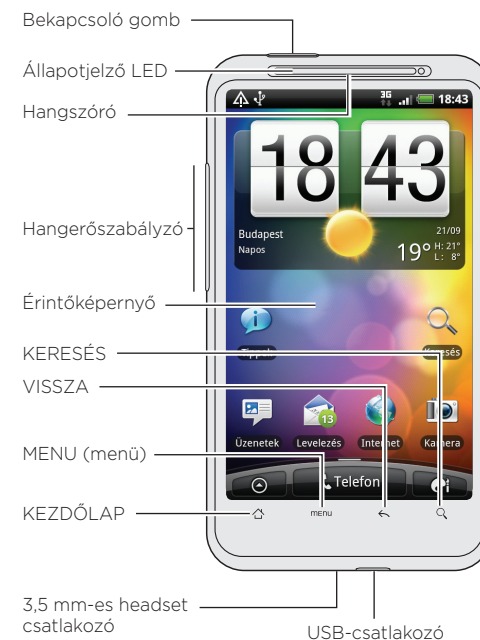 Bekapcsoló gomb
Állapotjelző LED
Hangszóró
3G
18:43
18 43
Hangerőszabályzó
Budapest
Napos
21/09
19° H: 21°
L: 8°
Érintőképernyő
Keresés
KERESÉS
VISSZA
13
Üzenetek Levelezés Internet Kamera
MENU (menü)
Telefon
KEZDŐLAP
MENU
3,5 mm-es headset
csatlakozó
USB-csatlakozó